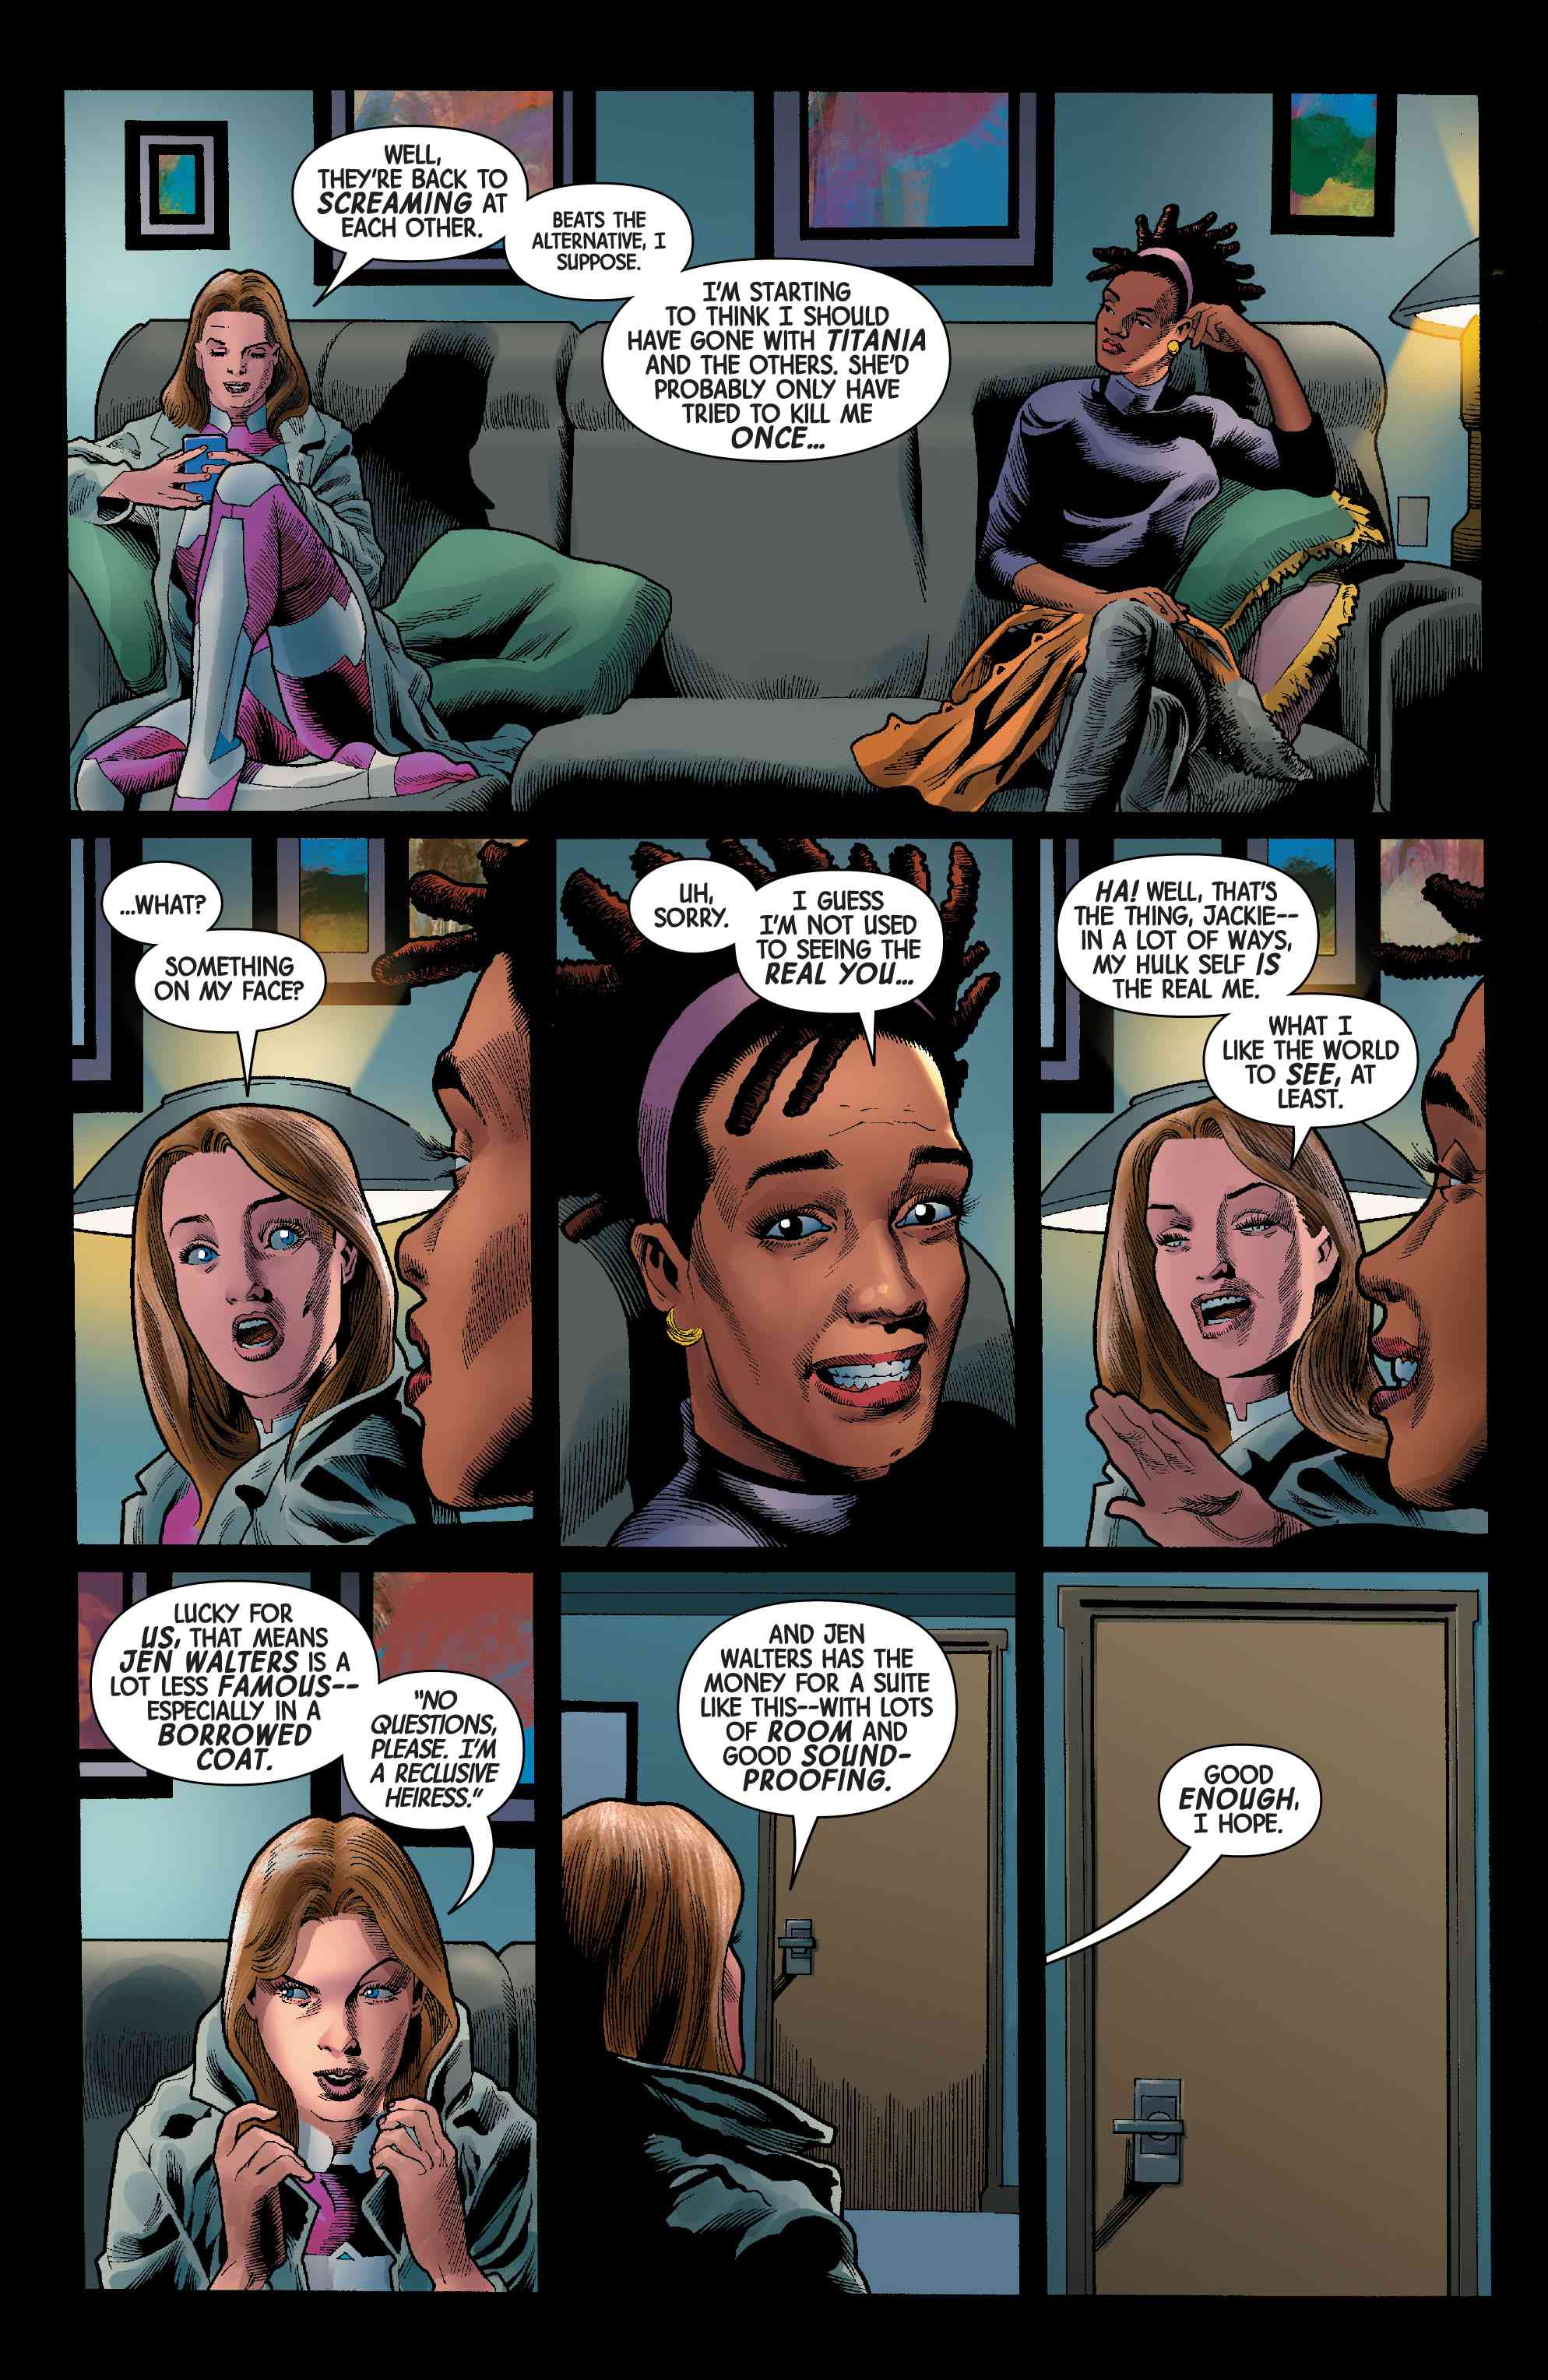 WELL,
THEY'RE BACK TO
SCREAMING AT
EACH OTHER.
BEATS THE
ALTERNATIVE, I
SUPPOSE.
I'M STARTING
TO THINK I SHOULD
HAVE GONE WITH TITANIA
AND THE OTHERS. SHE'D
PROBABLY ONLY HAVE
TRIED TO KILL ME
ONCE...
...WHAT?
SOMETHING
ON MY FACE?
UH,
SORRY.
I GUESS
I'M NOT USED
TO SEEING THE
REAL YOU...
HA! WELL, THAT'S
THE THING, JACKIE--
IN A LOT OF WAYS,
MY HULK SELF IS
THE REAL ME.
WHAT I
LIKE THE WORLD
TO SEE, AT
LEAST.
LUCKY FOR
US, THAT MEANS
JEN WALTERS IS A
LOT LESS FAMOUS--
ESPECIALLY IN A
BORROWED
COAT.
"NO
QUESTIONS,
PLEASE. I'M
A RECLUSIVE
HEIRESS."
AND JEN
WALTERS HAS THE
MONEY FOR A SUITE
LIKE THIS--WITH LOTS
OF ROOM AND
GOOD SOUND-
PROOFING.
GOOD
ENOUGH,
I HOPE.